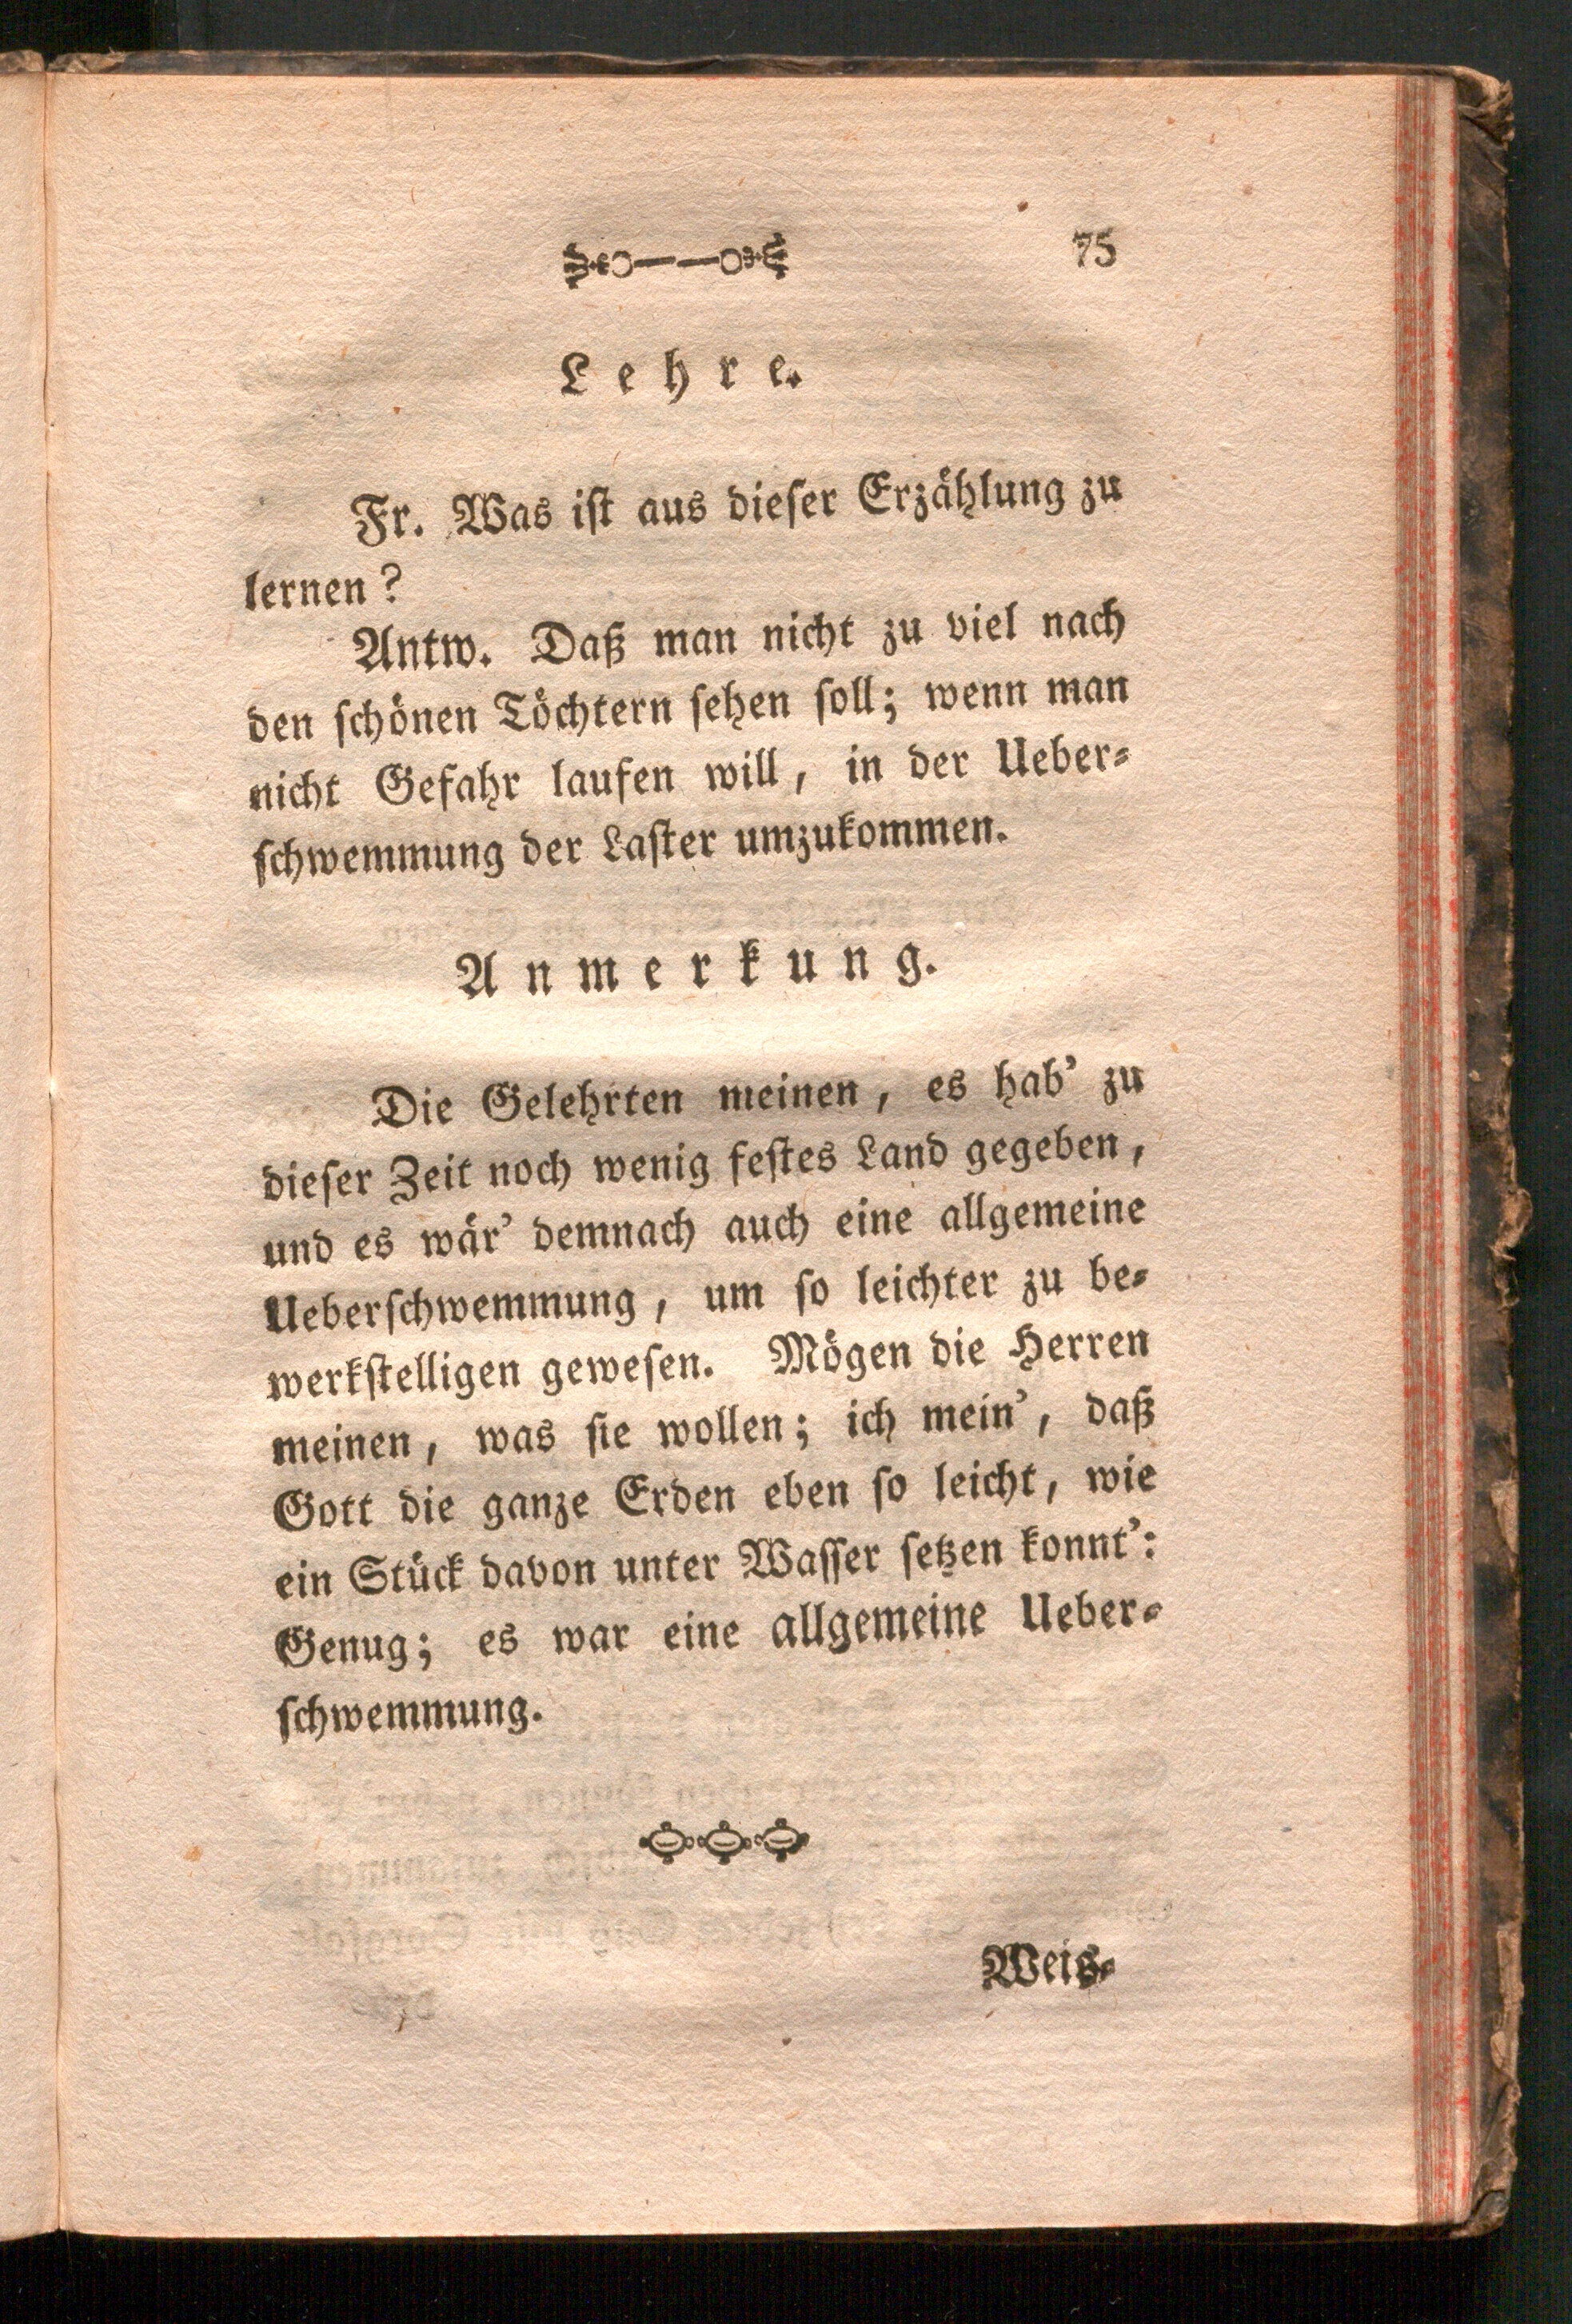 75
Lehre.
Fr. Was iſt aus dieſer Erzählung zu
lernen?
Antw. Daß man nicht zu viel nach
den ſchönen Töchtern ſehen ſoll; wenn man
nicht Gefahr laufen will, in der Ueber⸗
ſchwemmung der Laſter umzukommen.
Anmerkung.
Die Gelehrten meinen, es hab' zu
dieſer Zeit noch wenig feſtes Land gegeben,
und es wär' demnach auch eine allgemeine
Ueberſchwemmung, um ſo leichter zu be⸗
werkſtelligen geweſen. Mögen die Herren
meinen, was ſie wollen; ich mein', daß
Gott die ganze Erden eben ſo leicht, wie
ein Stück davon unter Waſſer ſetzen konnt':
Genug; es war eine allgemeine Ueber⸗
ſchwemmung.
Weis⸗